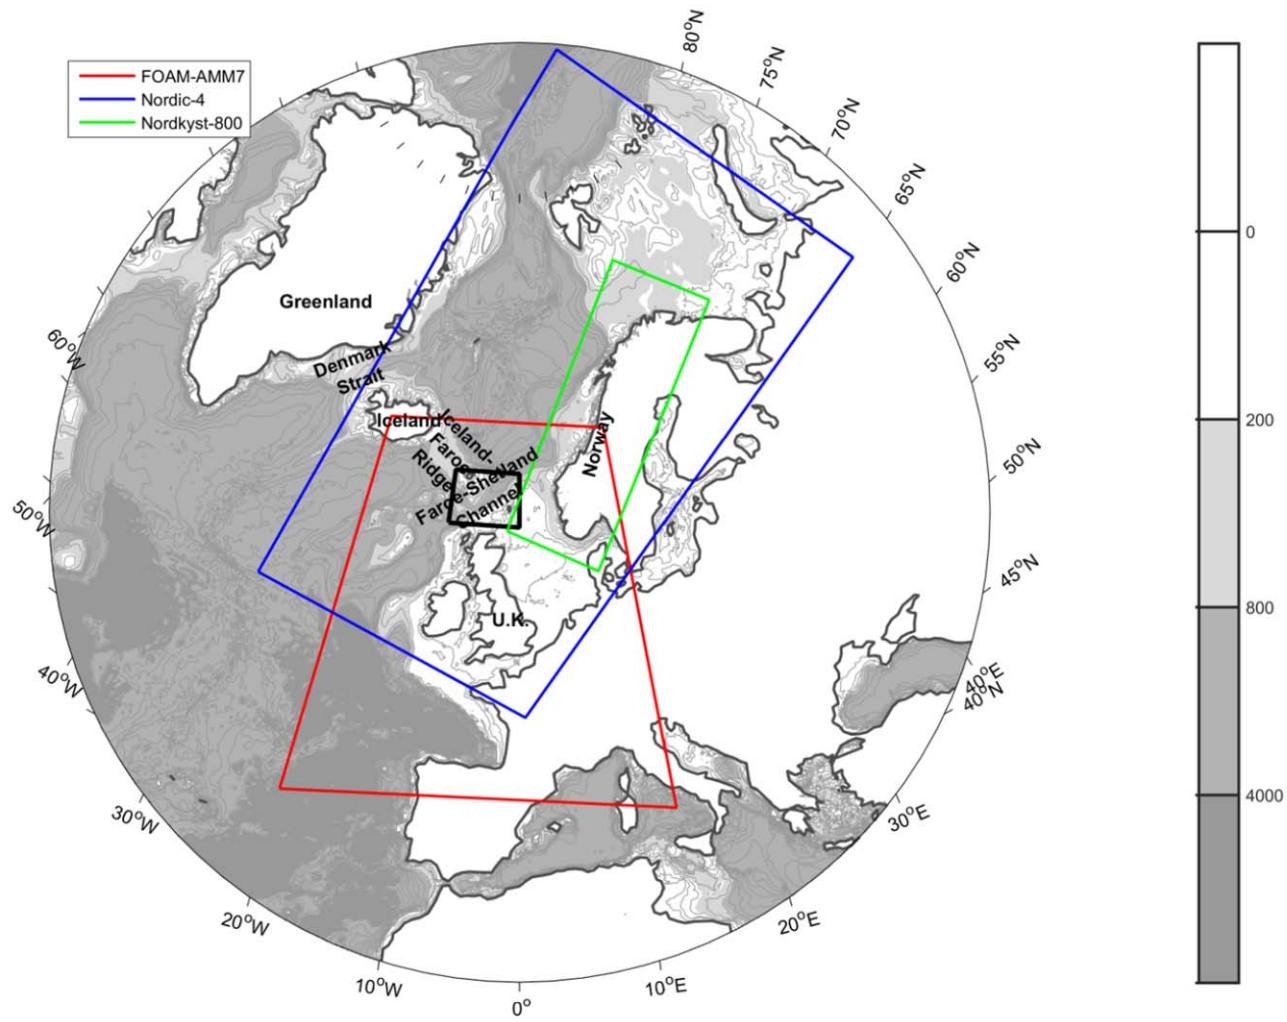 FOAM-AMM7
Nordic-4
Nordkyst-800
80°N
75°N
70°N
65°N
60°N
55°N
50°N
45°N
40°E
40°N
30°E
20°E
10°E
0°
10°W
20°W
30°W
40°W
50°W
60°W
Greenland
Denmark
Strait
Iceland
Iceland-
Faroe
Ridge
Faroe-Shetland
Channel
Norway
U.K.
0
200
800
4000